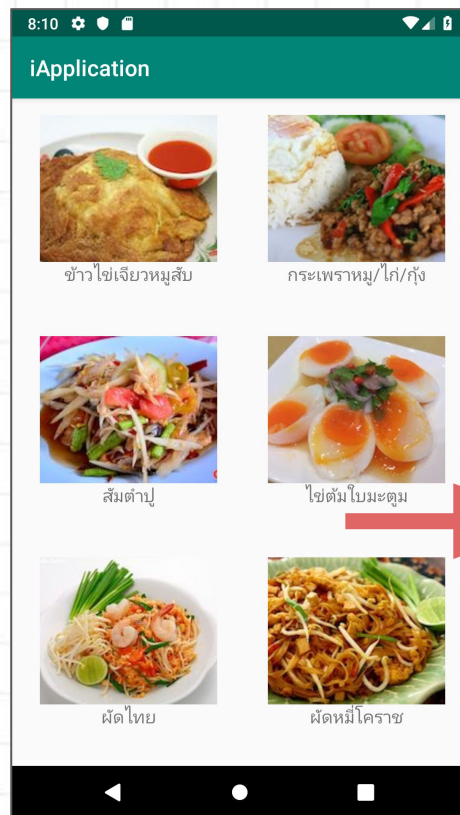 8:10
iApplication
ข้าวไข่เจียวหมูสับ
กระเพราหมู/ไก่/กุ้ง
ส้มตำปู
ไข่ต้มใบมะตูม
ผัดไทย
ผัดหมี่โคราช